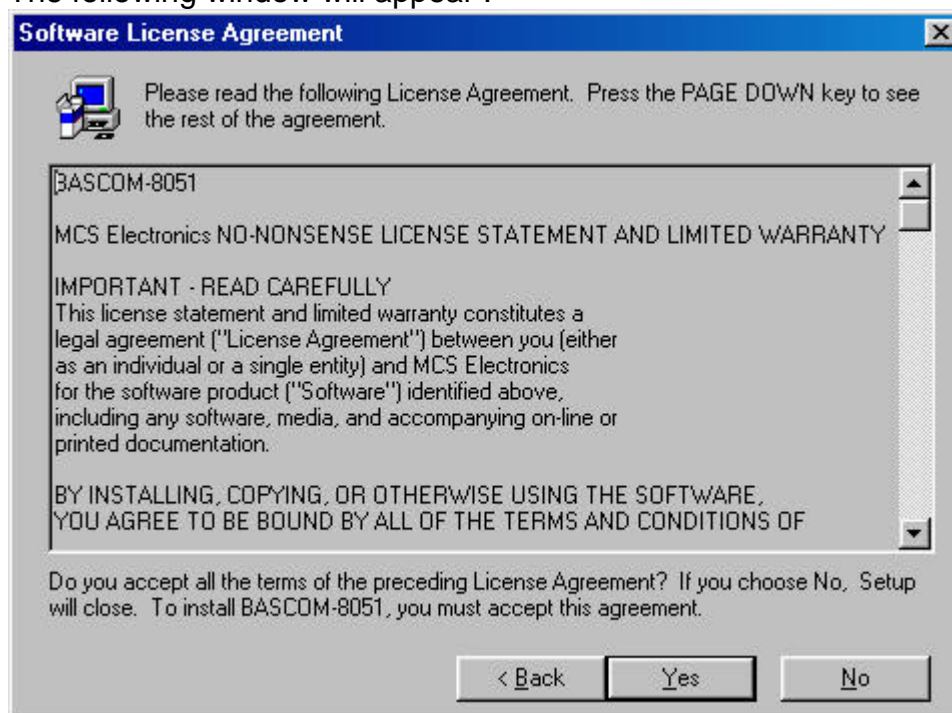 The following window will appear :
Software License Agreement
Please read the following License Agreement. Press the PAGE DOWN key to see
the rest of the agreement.
BASCOM-8051
MCS Electronics NO-NONSENSE LICENSE STATEMENT AND LIMITED WARRANTY
IMPORTANT - READ CAREFULLY
This license statement and limited warranty constitutes a
legal agreement ("License Agreement") between you (either
as an individual or a single entity) and MCS Electronics
for the software product ("Software") identified above,
including any software, media, and accompanying on-line or
printed documentation.
BY INSTALLING, COPYING, OR OTHERWISE USING THE SOFTWARE,
YOU AGREE TO BE BOUND BY ALL OF THE TERMS AND CONDITIONS OF
Do you accept all the terms of the preceding License Agreement? If you choose No, Setup
will close. To install BASCOM-8051, you must accept this agreement.
< Back Yes No